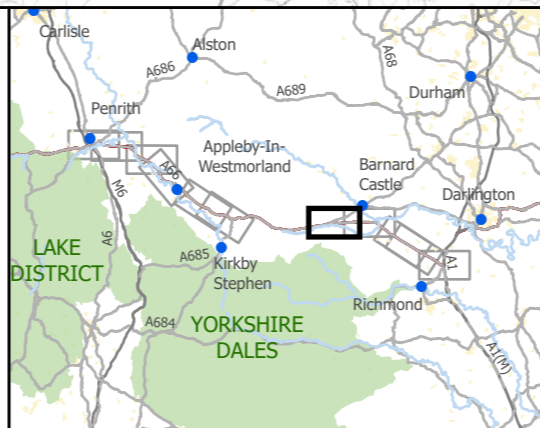 Carlisle
Alston
A686
A689
A68
Durham
Penrith
Appleby-In-
Westmorland
A66
Barnard
Castle
Darlington
M6
A6
LAKE
DISTRICT
A685
Kirkby
Stephen
A1
Richmond
A684
YORKSHIRE
DALES
A1(M)